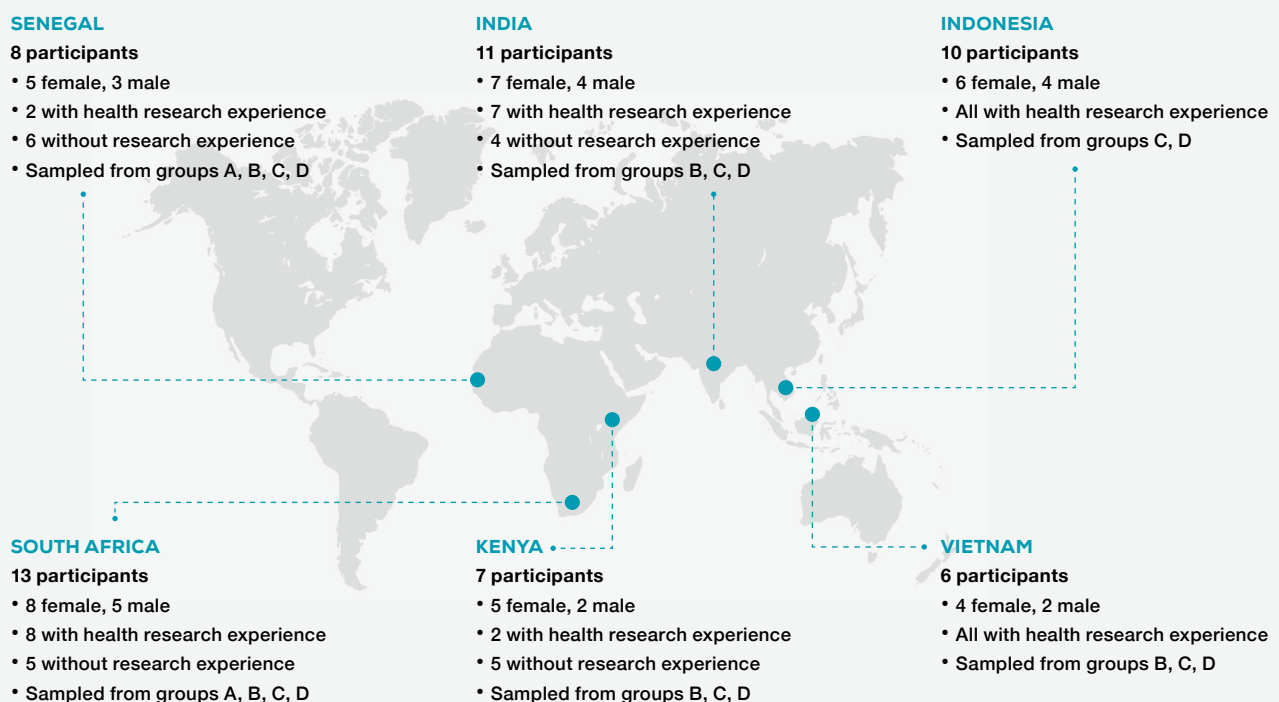 SENEGAL
8 participants
• 5 female, 3 male
• 2 with health research experience
• 6 without research experience
• Sampled from groups A, B, C, D
INDIA
11 participants
• 7 female, 4 male
• 7 with health research experience
• 4 without research experience
• Sampled from groups B, C, D
INDONESIA
10 participants
• 6 female, 4 male
• All with health research experience
• Sampled from groups C, D
SOUTH AFRICA
13 participants
• 8 female, 5 male
• 8 with health research experience
• 5 without research experience
• Sampled from groups A, B, C, D
KENYA
7 participants
• 5 female, 2 male
• 2 with health research experience
• 5 without research experience
• Sampled from groups B, C, D
VIETNAM
6 participants
• 4 female, 2 male
• All with health research experience
• Sampled from groups B, C, D